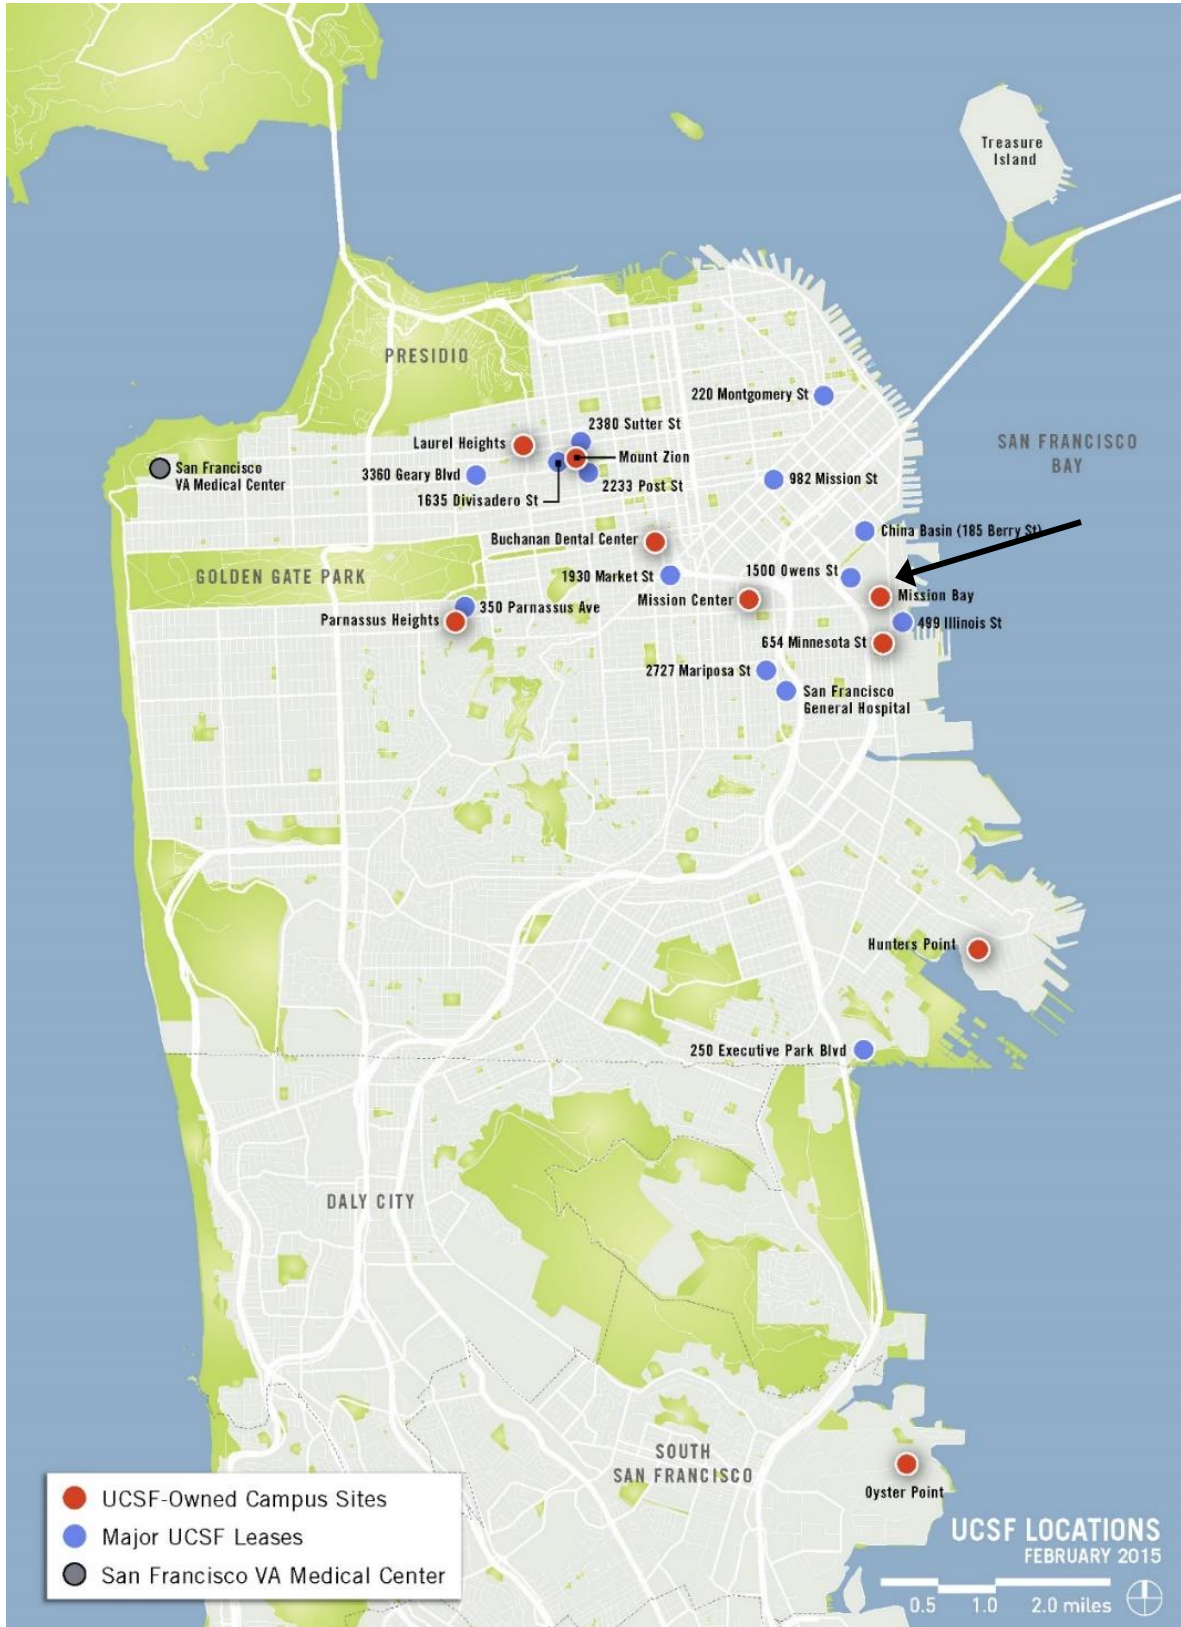 Treasure
Island
PRESIDIO
220 Montgomery St
2380 Sutter St
Laurel Heights
Mount Zion
SAN FRANCISCO
BAY
San Francisco
VA Medical Center
3360 Geary Blvd
2233 Post St
982 Mission St
1635 Divisadero St
China Basin (185 Berry St)
Buchanan Dental Center
GOLDEN GATE PARK
1930 Market St
1500 Owens St
Mission Center
Mission Bay
350 Parnassus Ave
Parnassus Heights
499 Illinois St
654 Minnesota St
2727 Mariposa St
San Francisco
General Hospital
Hunters Point
250 Executive Park Blvd
DALY CITY
SOUTH
SAN FRANCISCO
Oyster Point
UCSF-Owned Campus Sites
Major UCSF Leases
San Francisco VA Medical Center
UCSF LOCATIONS
FEBRUARY 2015
0.5 1.0 2.0 miles